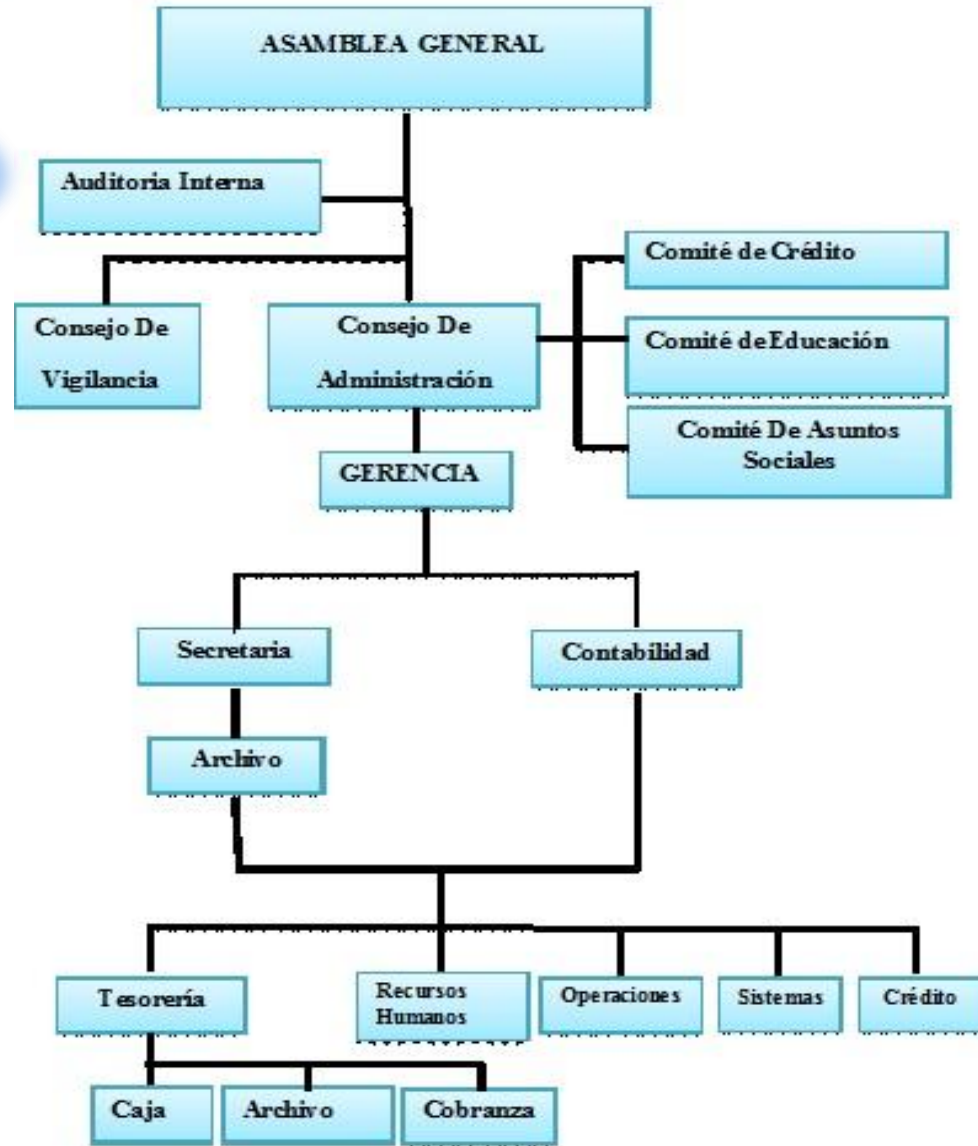 ASAMBLEA GENERAL
Auditoria Interna
Comité de Crédito
Consejo De
Vigilancia
Consejo De
Administración
Comité de Educación
Comité De Asuntos
Sociales
GERENCIA
Secretaria
Contabilidad
Archivo
Tesorería
Recursos
Humanos
Operaciones
Sistemas
Crédito
Caja
Archivo
Cobranza